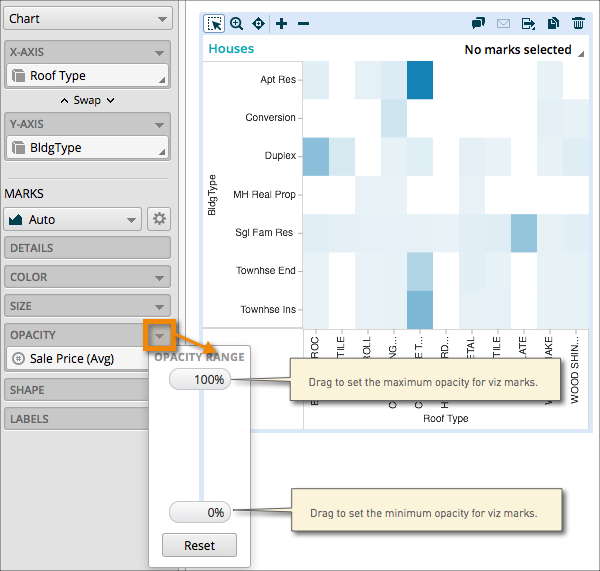 Chart
X-AXIS
Roof Type
Swap
Y-AXIS
BldgType
MARKS
Auto
DETAILS
COLOR
SIZE
OPACITY
Sale Price (Avg)
SHAPE
LABELS
OPACITY RANGE
100%
0%
Reset
Houses
No marks selected
BldgType
Apt Res
Conversion
Duplex
MH Real Prop
Sgl Fam Res
Townhse End
Townhse Ins
ROC
TILE
ROLL
NG...
E T...
RD...
ETAL
TILE
LATE
AKE
WOOD SHIN...
Roof Type
Drag to set the maximum opacity for viz marks.
Drag to set the minimum opacity for viz marks.